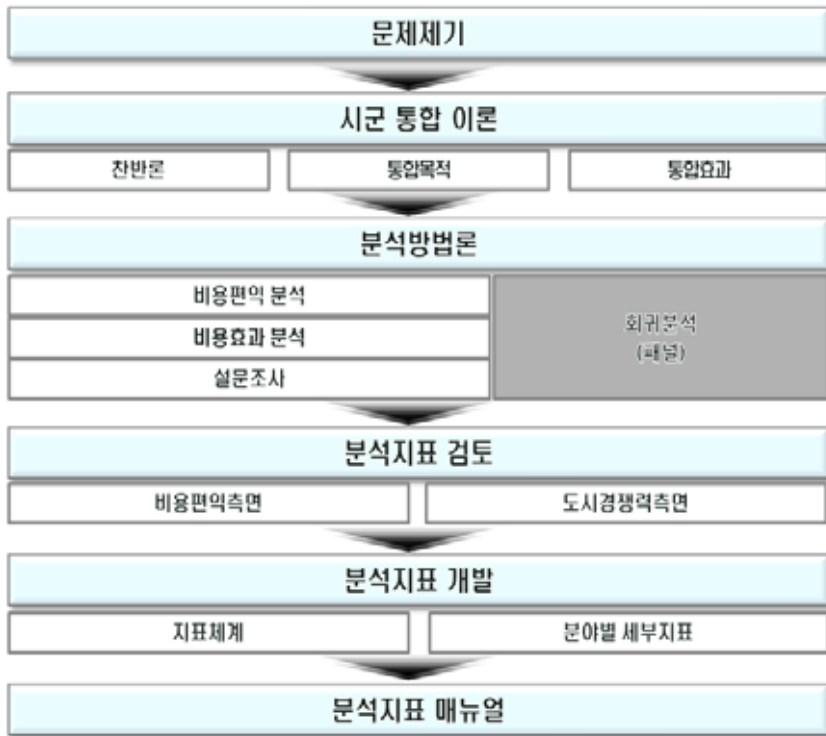 문제제기
시군 통합 이론
찬반론
통합목적
통합효과
분석방법론
비용편익 분석
비용효과 분석
설문조사
회귀분석
(패널)
분석지표 검토
비용편익측면
도시경쟁력측면
분석지표 개발
지표체계
분야별 세부지표
분석지표 매뉴얼